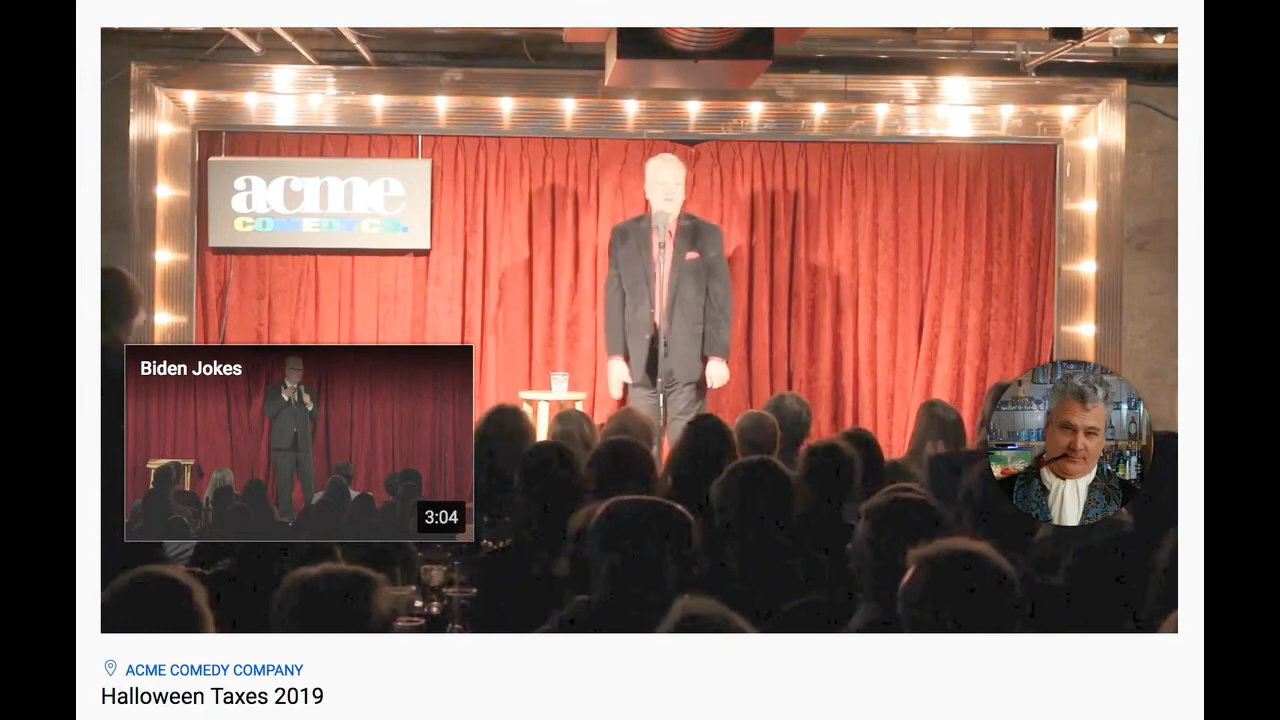 acme
COMEDY CO.
Biden Jokes
3:04
ACME COMEDY COMPANY
Halloween Taxes 2019